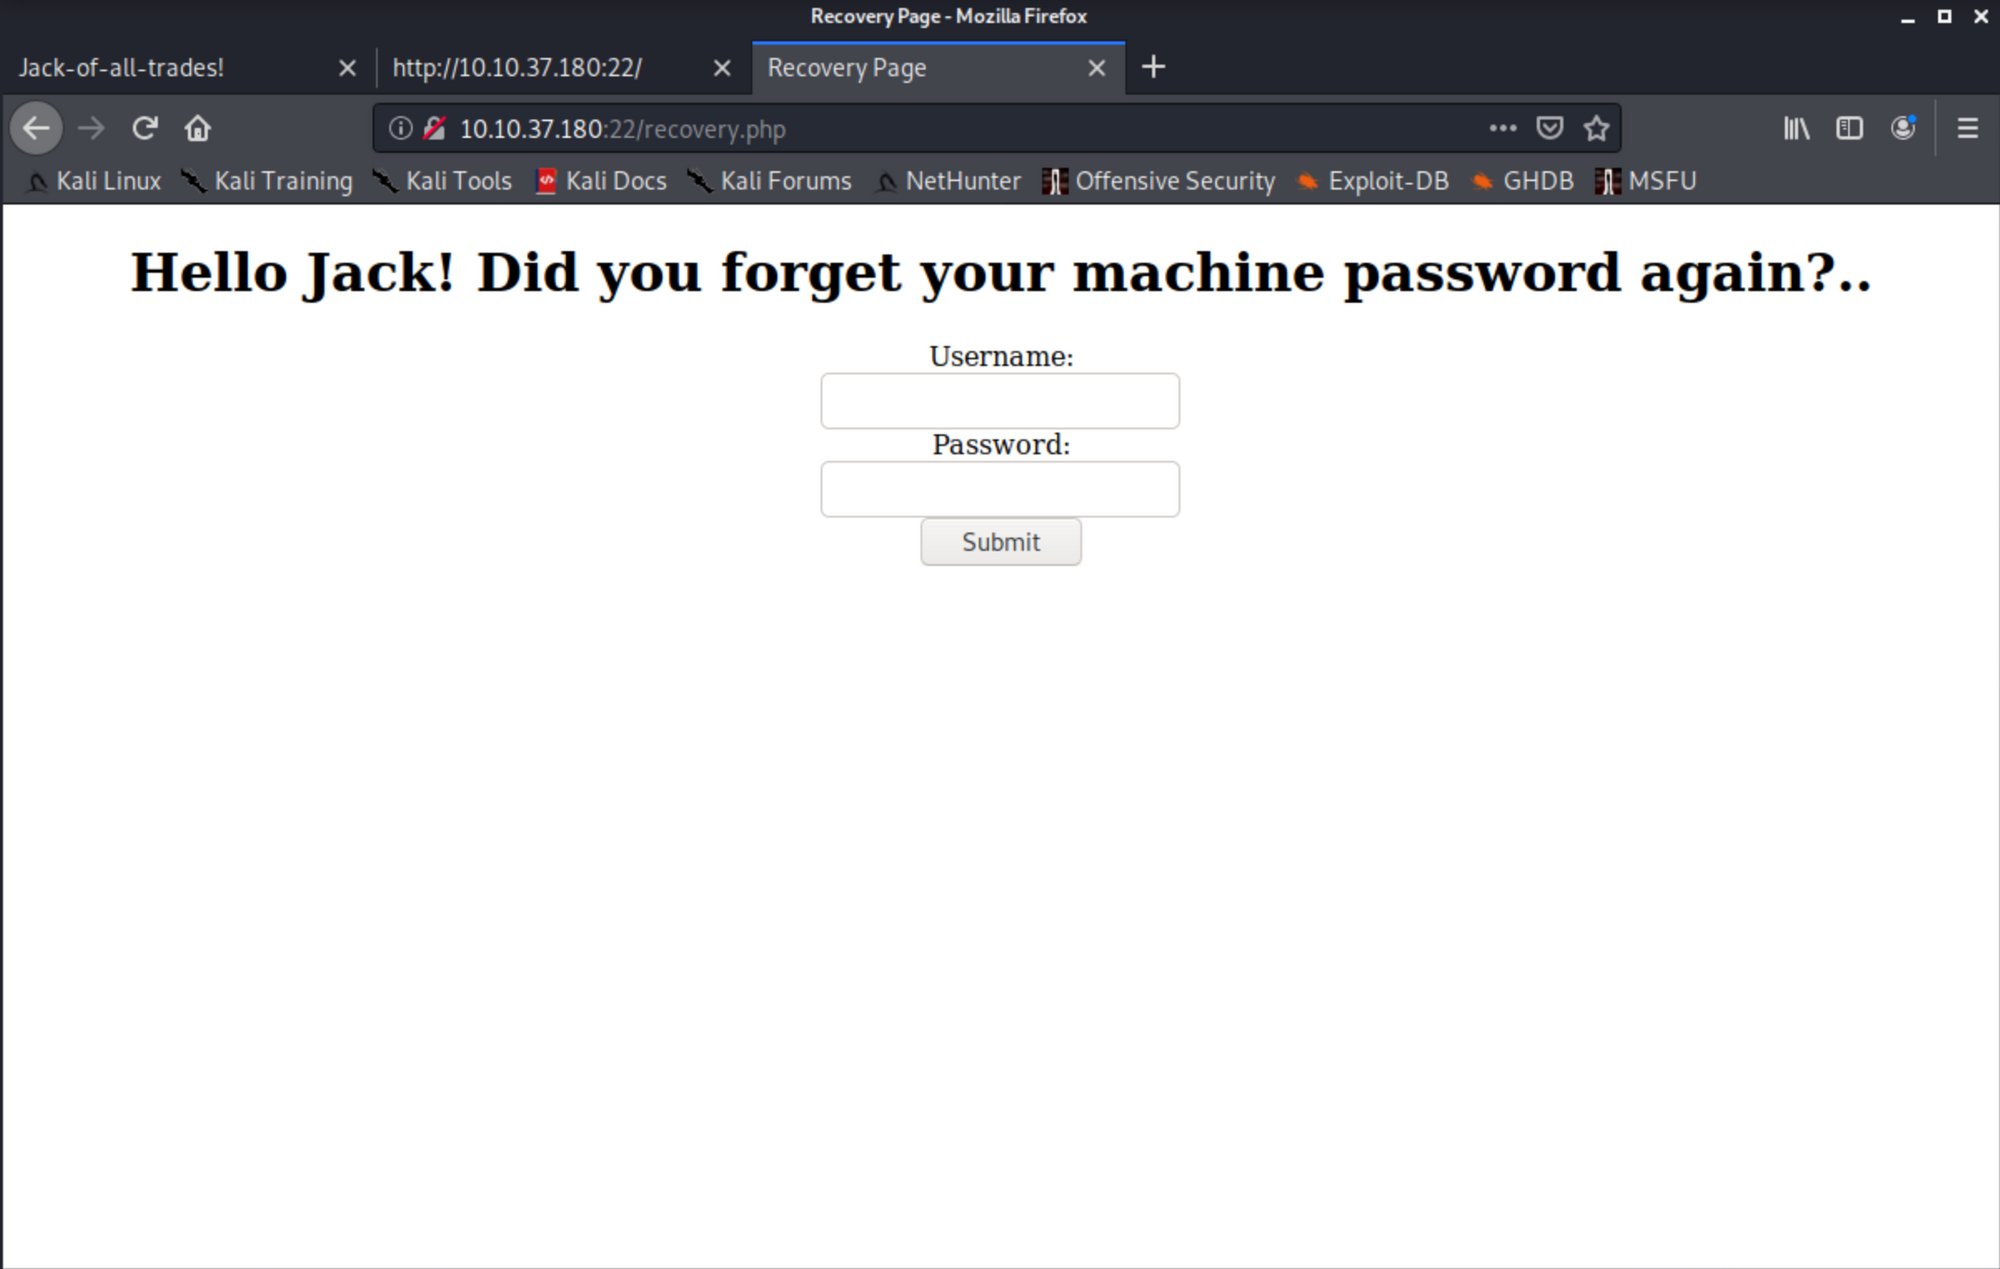 Recovery Page - Mozilla Firefox
Jack-of-all-trades! http://10.10.37.180:22/ Recovery Page
10.10.37.180:22/recovery.php
Kali Linux Kali Training Kali Tools Kali Docs Kali Forums NetHunter Offensive Security Exploit-DB GHDB MSFU
Hello Jack! Did you forget your machine password again?..
Username:
Password:
Submit